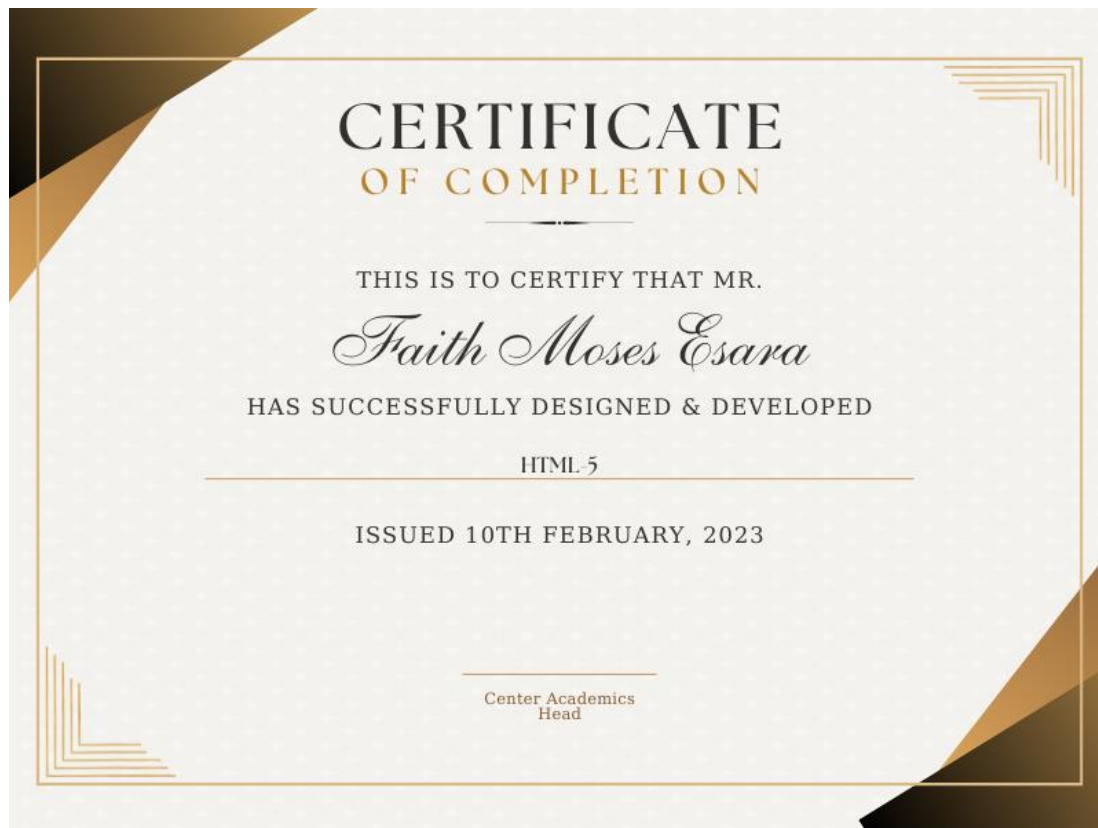 CERTIFICATE
OF COMPLETION
THIS IS TO CERTIFY THAT MR.
Faith Moses Esara
HAS SUCCESSFULLY DESIGNED & DEVELOPED
HTML-5
ISSUED 10TH FEBRUARY, 2023
Center Academics
Head